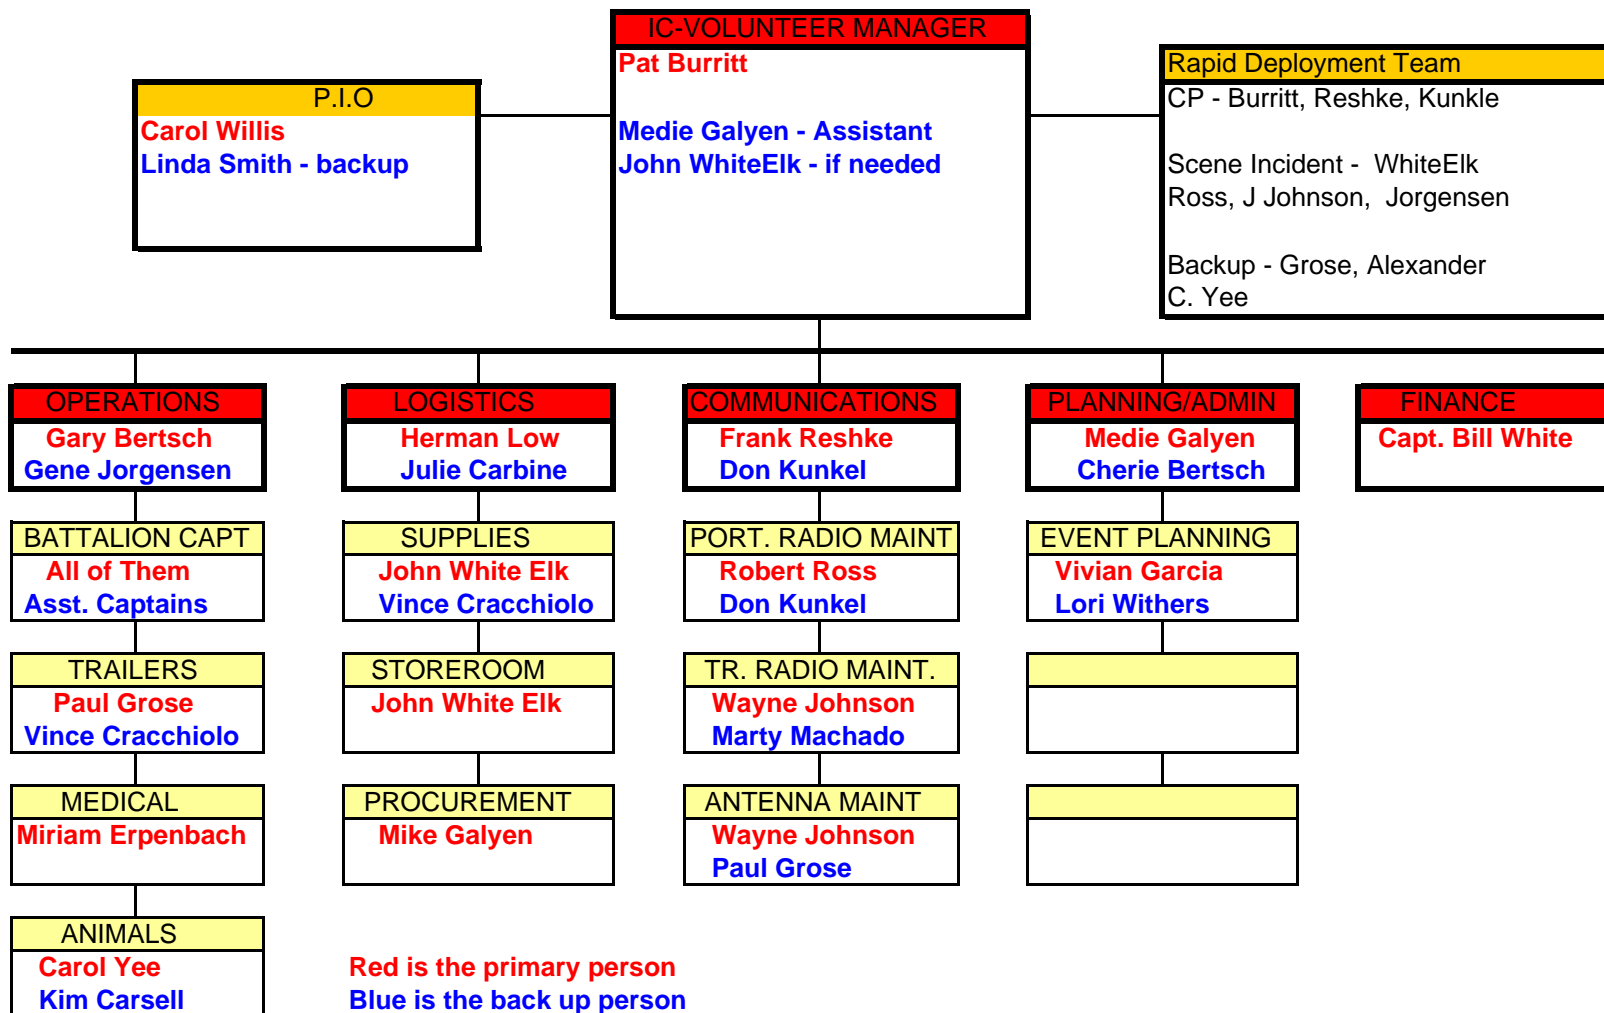 IC-VOLUNTEER MANAGER
Pat Burritt
Medie Galyen - Assistant
John WhiteElk - if needed
P.I.O
Carol Willis
Linda Smith - backup
Rapid Deployment Team
CP - Burritt, Reshke, Kunkle
Scene Incident - WhiteElk
Ross, J Johnson, Jorgensen
Backup - Grose, Alexander
C. Yee
OPERATIONS
Gary Bertsch
Gene Jorgensen
BATTALION CAPT
All of Them
Asst. Captains
TRAILERS
Paul Grose
Vince Cracchiolo
MEDICAL
Miriam Erpenbach
ANIMALS
Carol Yee
Kim Carsell
LOGISTICS
Herman Low
Julie Carbine
SUPPLIES
John White Elk
Vince Cracchiolo
STOREROOM
John White Elk
PROCUREMENT
Mike Galyen
COMMUNICATIONS
Frank Reshke
Don Kunkel
PORT. RADIO MAINT
Robert Ross
Don Kunkel
TR. RADIO MAINT.
Wayne Johnson
Marty Machado
ANTENNA MAINT
Wayne Johnson
Paul Grose
PLANNING/ADMIN
Medie Galyen
Cherie Bertsch
EVENT PLANNING
Vivian Garcia
Lori Withers
FINANCE
Capt. Bill White
Red is the primary person
Blue is the back up person